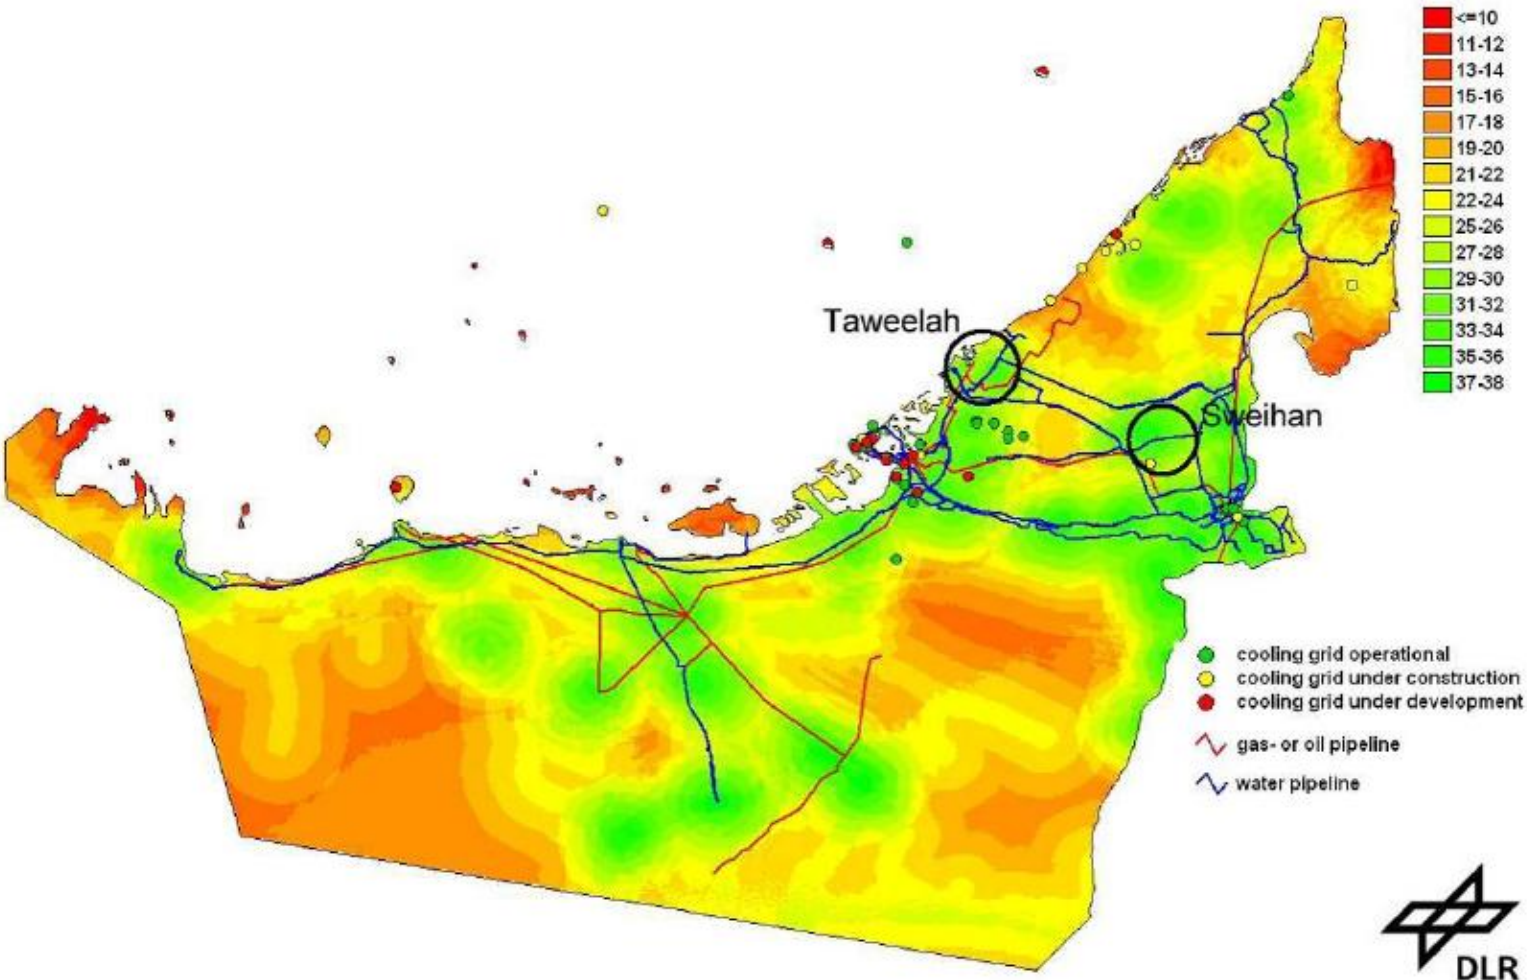 <=10
11-12
13-14
15-16
17-18
19-20
21-22
22-24
25-26
27-28
29-30
31-32
33-34
35-36
37-38
Taweelah
Sweihan
cooling grid operational
cooling grid under construction
cooling grid under development
gas- or oil pipeline
water pipeline
DLR